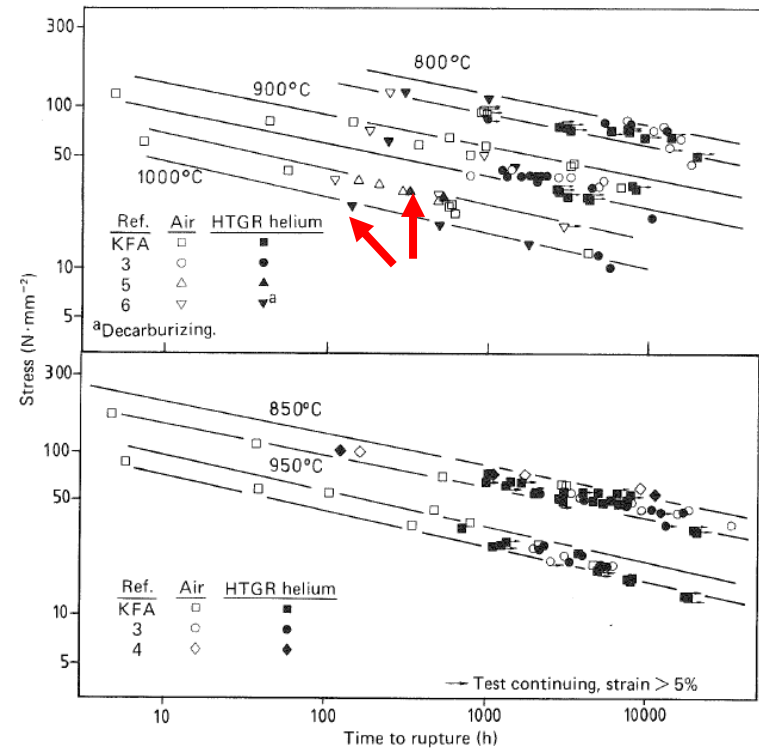 300
800°C
900°C
100
50
1000°C
Ref. Air HTGR helium
KFA
3
5
6 a
10
aDecarburizing.
5
Stress (N·mm⁻²)
300
850°C
100
950°C
50
Ref. Air HTGR helium
KFA
10
3
4
5
Test continuing, strain > 5%
10 100 1000 10000
Time to rupture (h)